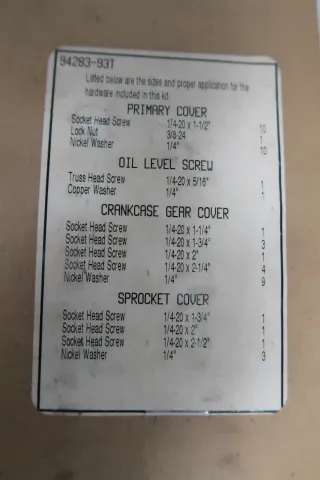 94283-93T
Listed below are the sizes and proper application for the
hardware included in this kit.
PRIMARY COVER
Socket Head Screw 1/4-20 x 1-1/2" 10
Lock Nut 3/8-24 1
Nickel Washer 1/4" 10
OIL LEVEL SCREW
Truss Head Screw 1/4-20 x 5/16" 1
Copper Washer 1/4" 1
CRANKCASE GEAR COVER
Socket Head Screw 1/4-20 x 1-1/4" 1
Socket Head Screw 1/4-20 x 1-3/4" 3
Socket Head Screw 1/4-20 x 2" 1
Socket Head Screw 1/4-20 x 2-1/4" 4
Nickel Washer 1/4" 9
SPROCKET COVER
Socket Head Screw 1/4-20 x 1-3/4" 1
Socket Head Screw 1/4-20 x 2" 1
Socket Head Screw 1/4-20 x 2-1/2" 1
Nickel Washer 1/4" 3